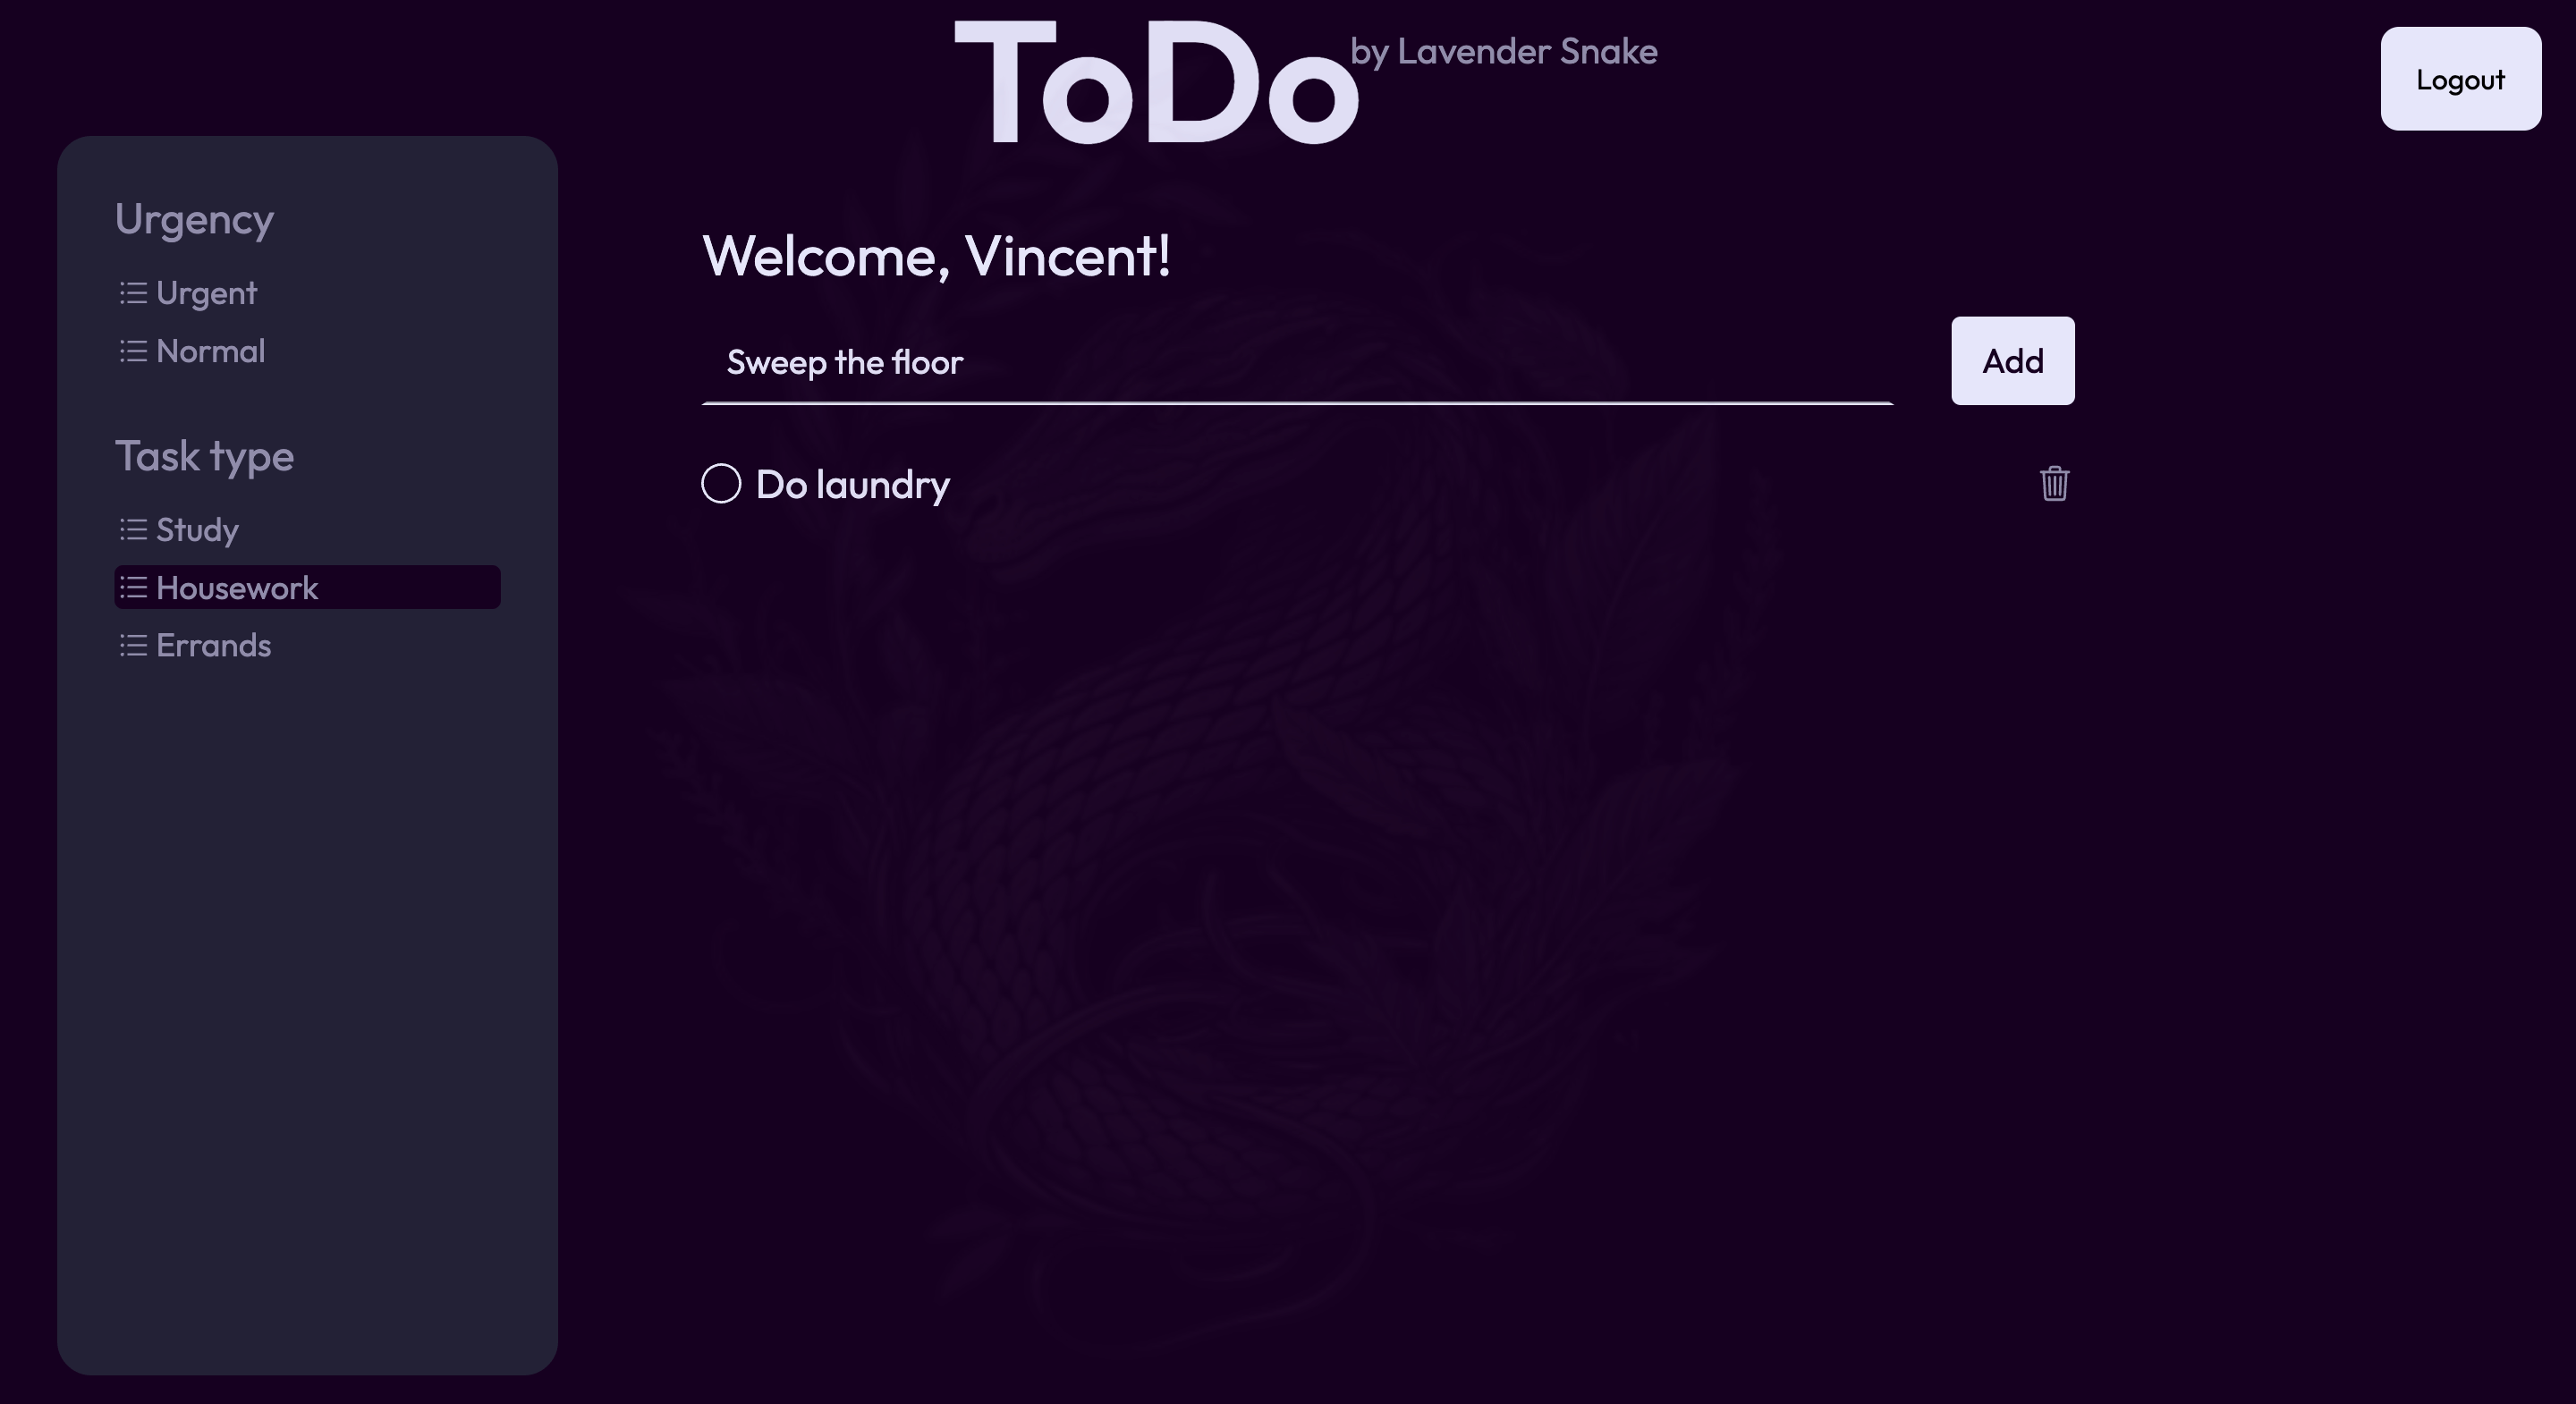 ToDo by Lavender Snake
Logout
Urgency
Urgent
Normal
Task type
Study
Housework
Errands
Welcome, Vincent!
Sweep the floor
Add
Do laundry